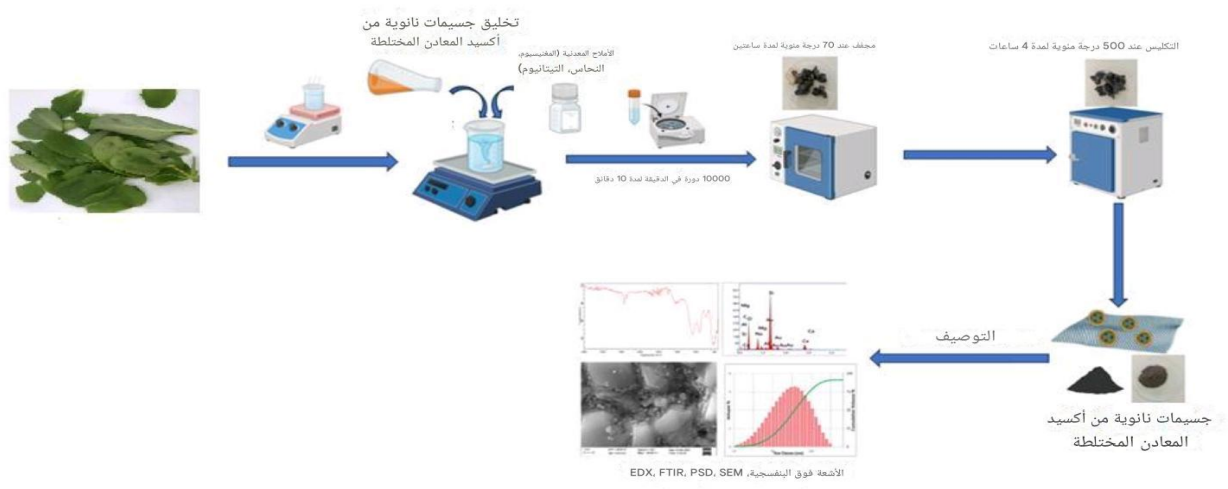 تخليق جسيمات نانوية من
أكسيد المعادن المختلطة
الأملاح المعدنية (المغنيسيوم،
النحاس، التيتانيوم)
10000 دورة في الدقيقة لمدة 10 دقائق
مجفف عند 70 درجة مئوية لمدة ساعتين
التكليس عند 500 درجة مئوية لمدة 4 ساعات
جسيمات نانوية من أكسيد
المعادن المختلطة
التوصيف
الأشعة فوق البنفسجية، EDX, FTIR, PSD, SEM